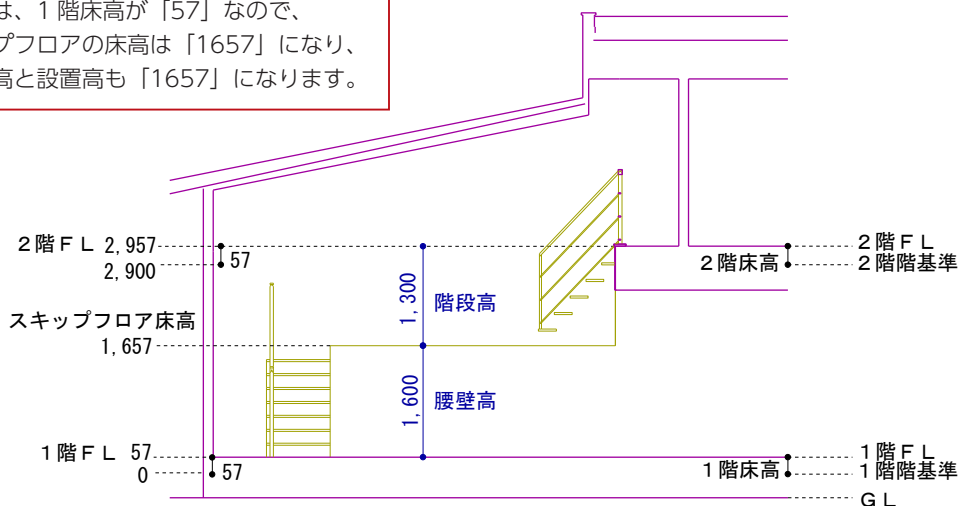 は、1階床高が「57」なので、
プフロアの床高は「1657」になり、
高と設置高も「1657」になります。
2階FL 2,957
2,900
57
スキップフロア床高
1,657
1,300
階段高
1,600
腰壁高
1階FL 57
0
57
2階床高
2階FL
2階階基準
1階床高
1階FL
1階階基準
GL